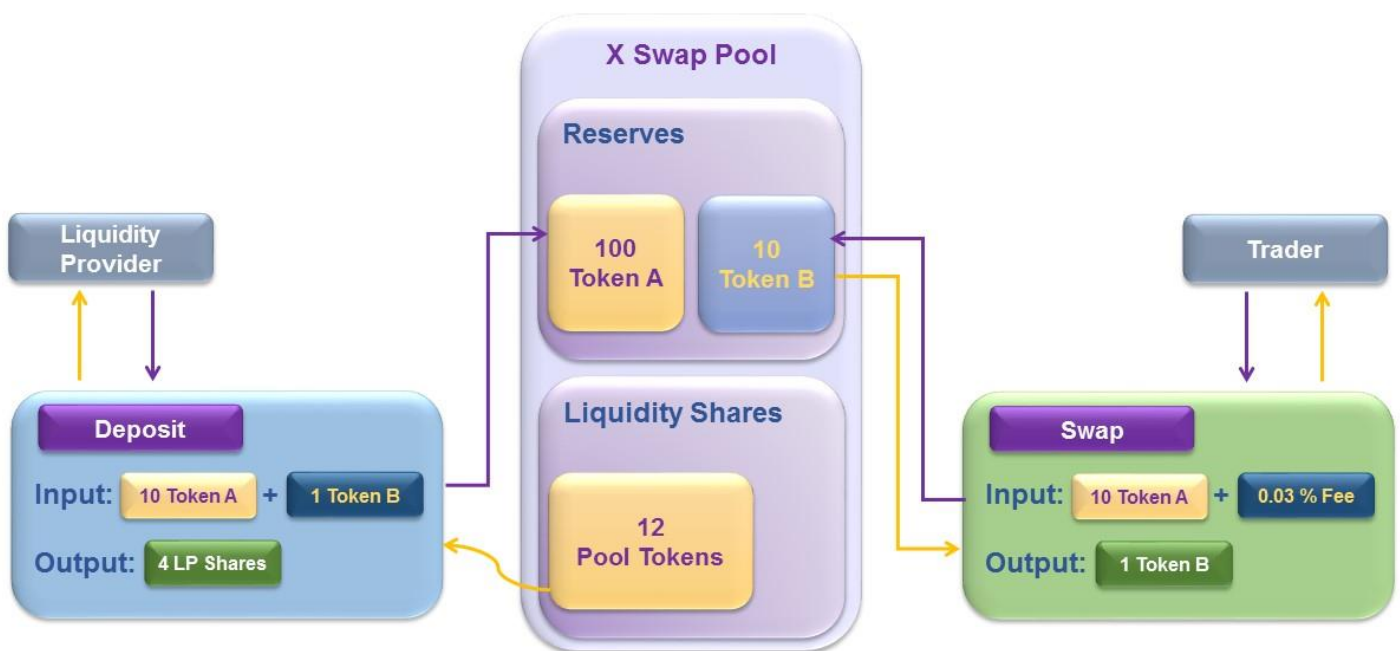 X Swap Pool
Reserves
100
Token A
10
Token B
Liquidity Shares
12
Pool Tokens
Liquidity
Provider
Deposit
Input: 10 Token A + 1 Token B
Output: 4 LP Shares
Trader
Swap
Input: 10 Token A + 0.03 % Fee
Output: 1 Token B